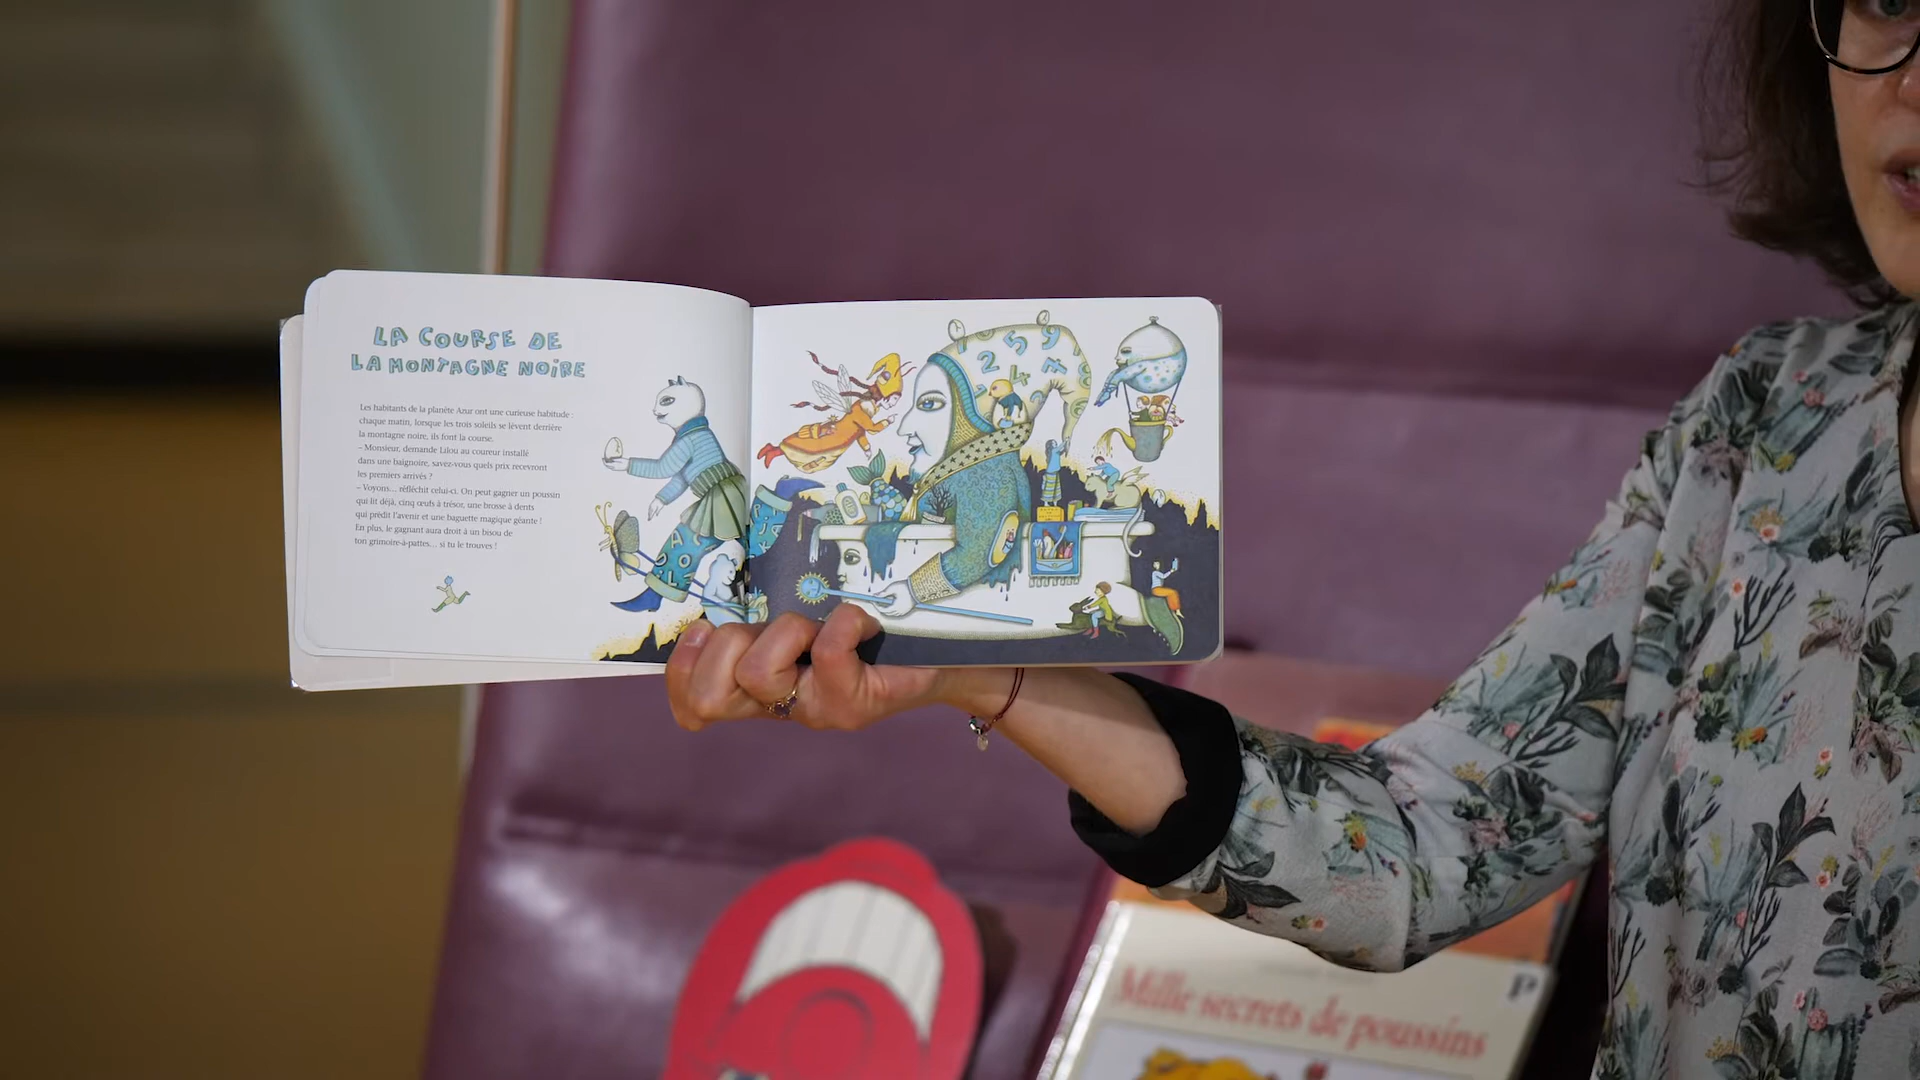 LA COURSE DE
LA MONTAGNE NOIRE
Les habitants de la planète Azur ont une curieuse habitude :
chaque matin, lorsque les trois soleils se lèvent derrière
la montagne noire, ils font la course.
– Monsieur, demande Lilou au coureur installé
dans une baignoire, savez-vous quels prix recevront
les premiers arrivés ?
– Voyons... réfléchit celui-ci. On peut gagner un poussin
qui lit déjà, cinq œufs à trésor, une brosse à dents
qui prédit l'avenir et une baguette magique géante !
En plus, le gagnant aura droit à un bisou de
ton grimoire-à-pattes... si tu le trouves !
2 5 9
4 7
P
Mille secrets de poussins